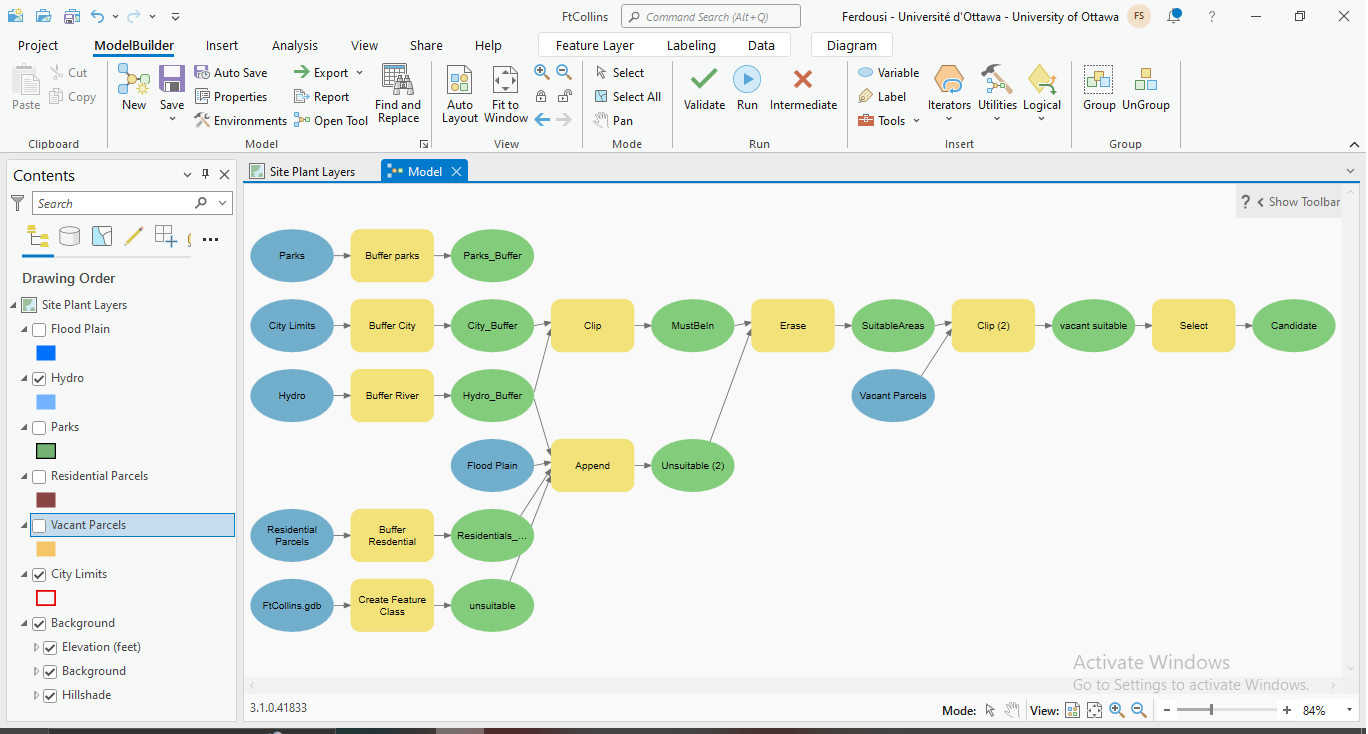 FtCollins
Command Search (Alt+Q)
Ferdousi - Université d'Ottawa - University of Ottawa
FS
?
Project
ModelBuilder
Insert
Analysis
View
Share
Help
Feature Layer
Labeling
Data
Diagram
Paste
Cut
Copy
Clipboard
New
Save
Auto Save
Properties
Environments
Export
Report
Open Tool
Find and
Replace
Model
Auto
Layout
Fit to
Window
View
Select
Select All
Pan
Mode
Validate
Run
Intermediate
Run
Variable
Label
Tools
Iterators
Utilities
Logical
Insert
Group
UnGroup
Group
Contents
Search
Drawing Order
Site Plant Layers
Flood Plain
Hydro
Parks
Residential Parcels
Vacant Parcels
City Limits
Background
Elevation (feet)
Background
Hillshade
Site Plant Layers
Model
? < Show Toolbar
Parks
Buffer parks
Parks_Buffer
City Limits
Buffer City
City_Buffer
Clip
MustBeIn
Erase
SuitableAreas
Clip (2)
vacant suitable
Select
Candidate
Hydro
Buffer River
Hydro_Buffer
Vacant Parcels
Flood Plain
Append
Unsuitable (2)
Residential
Parcels
Buffer
Resdential
Residentials_...
FtCollins.gdb
Create Feature
Class
unsuitable
Activate Windows
Go to Settings to activate Windows.
3.1.0.41833
Mode:
View:
84%